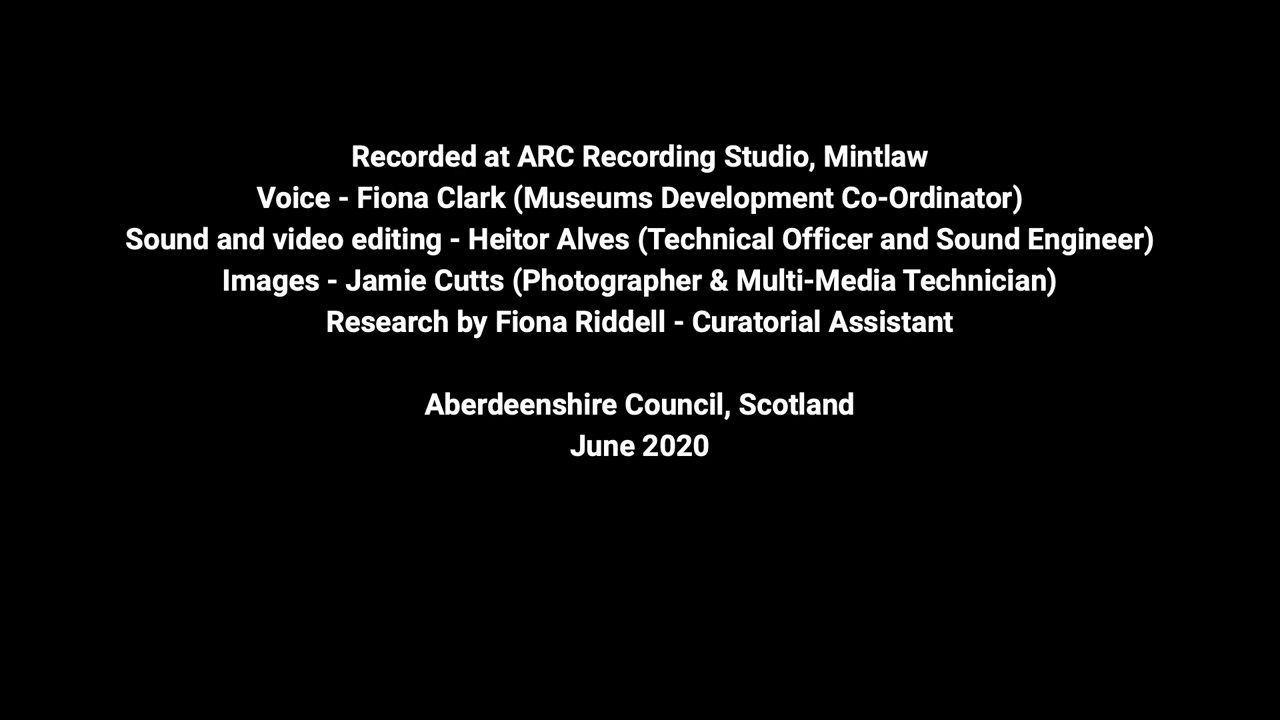 Recorded at ARC Recording Studio, Mintlaw
Voice - Fiona Clark (Museums Development Co-Ordinator)
Sound and video editing - Heitor Alves (Technical Officer and Sound Engineer)
Images - Jamie Cutts (Photographer & Multi-Media Technician)
Research by Fiona Riddell - Curatorial Assistant
Aberdeenshire Council, Scotland
June 2020